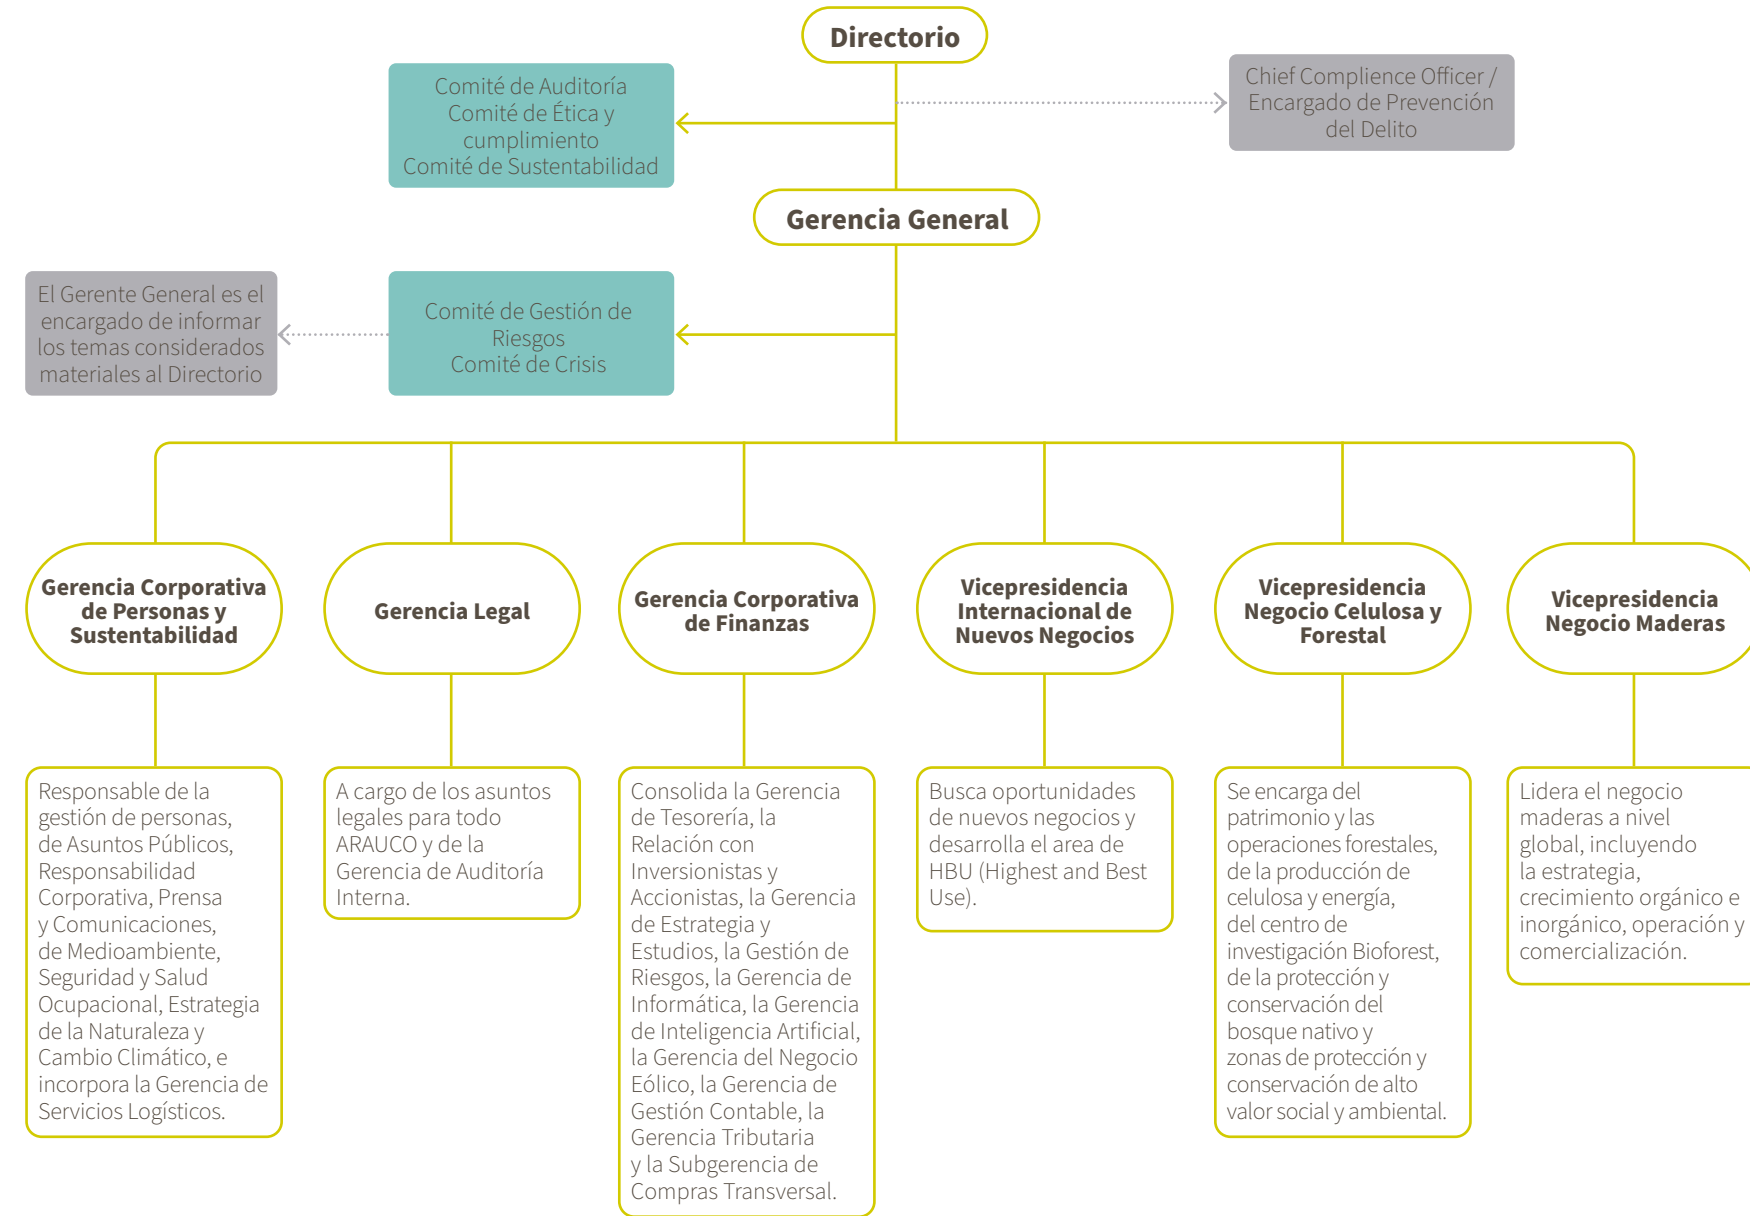 Directorio
Comité de Auditoría
Comité de Ética y
cumplimiento
Comité de Sustentabilidad
Chief Complience Officer /
Encargado de Prevención
del Delito
Gerencia General
El Gerente General es el
encargado de informar
los temas considerados
materiales al Directorio
Comité de Gestión de
Riesgos
Comité de Crisis
Gerencia Corporativa
de Personas y
Sustentabilidad
Gerencia Legal
Gerencia Corporativa
de Finanzas
Vicepresidencia
Internacional de
Nuevos Negocios
Vicepresidencia
Negocio Celulosa y
Forestal
Vicepresidencia
Negocio Maderas
Responsable de la
gestión de personas,
de Asuntos Públicos,
Responsabilidad
Corporativa, Prensa
y Comunicaciones,
de Medioambiente,
Seguridad y Salud
Ocupacional, Estrategia
de la Naturaleza y
Cambio Climático, e
incorpora la Gerencia de
Servicios Logísticos.
A cargo de los asuntos
legales para todo
ARAUCO y de la
Gerencia de Auditoría
Interna.
Consolida la Gerencia
de Tesorería, la
Relación con
Inversionistas y
Accionistas, la Gerencia
de Estrategia y
Estudios, la Gestión de
Riesgos, la Gerencia de
Informática, la Gerencia
de Inteligencia Artificial,
la Gerencia del Negocio
Eólico, la Gerencia de
Gestión Contable, la
Gerencia Tributaria
y la Subgerencia de
Compras Transversal.
Busca oportunidades
de nuevos negocios y
desarrolla el area de
HBU (Highest and Best
Use).
Se encarga del
patrimonio y las
operaciones forestales,
de la producción de
celulosa y energía,
del centro de
investigación Bioforest,
de la protección y
conservación del
bosque nativo y
zonas de protección y
conservación de alto
valor social y ambiental.
Lidera el negocio
maderas a nivel
global, incluyendo
la estrategia,
crecimiento orgánico e
inorgánico, operación y
comercialización.